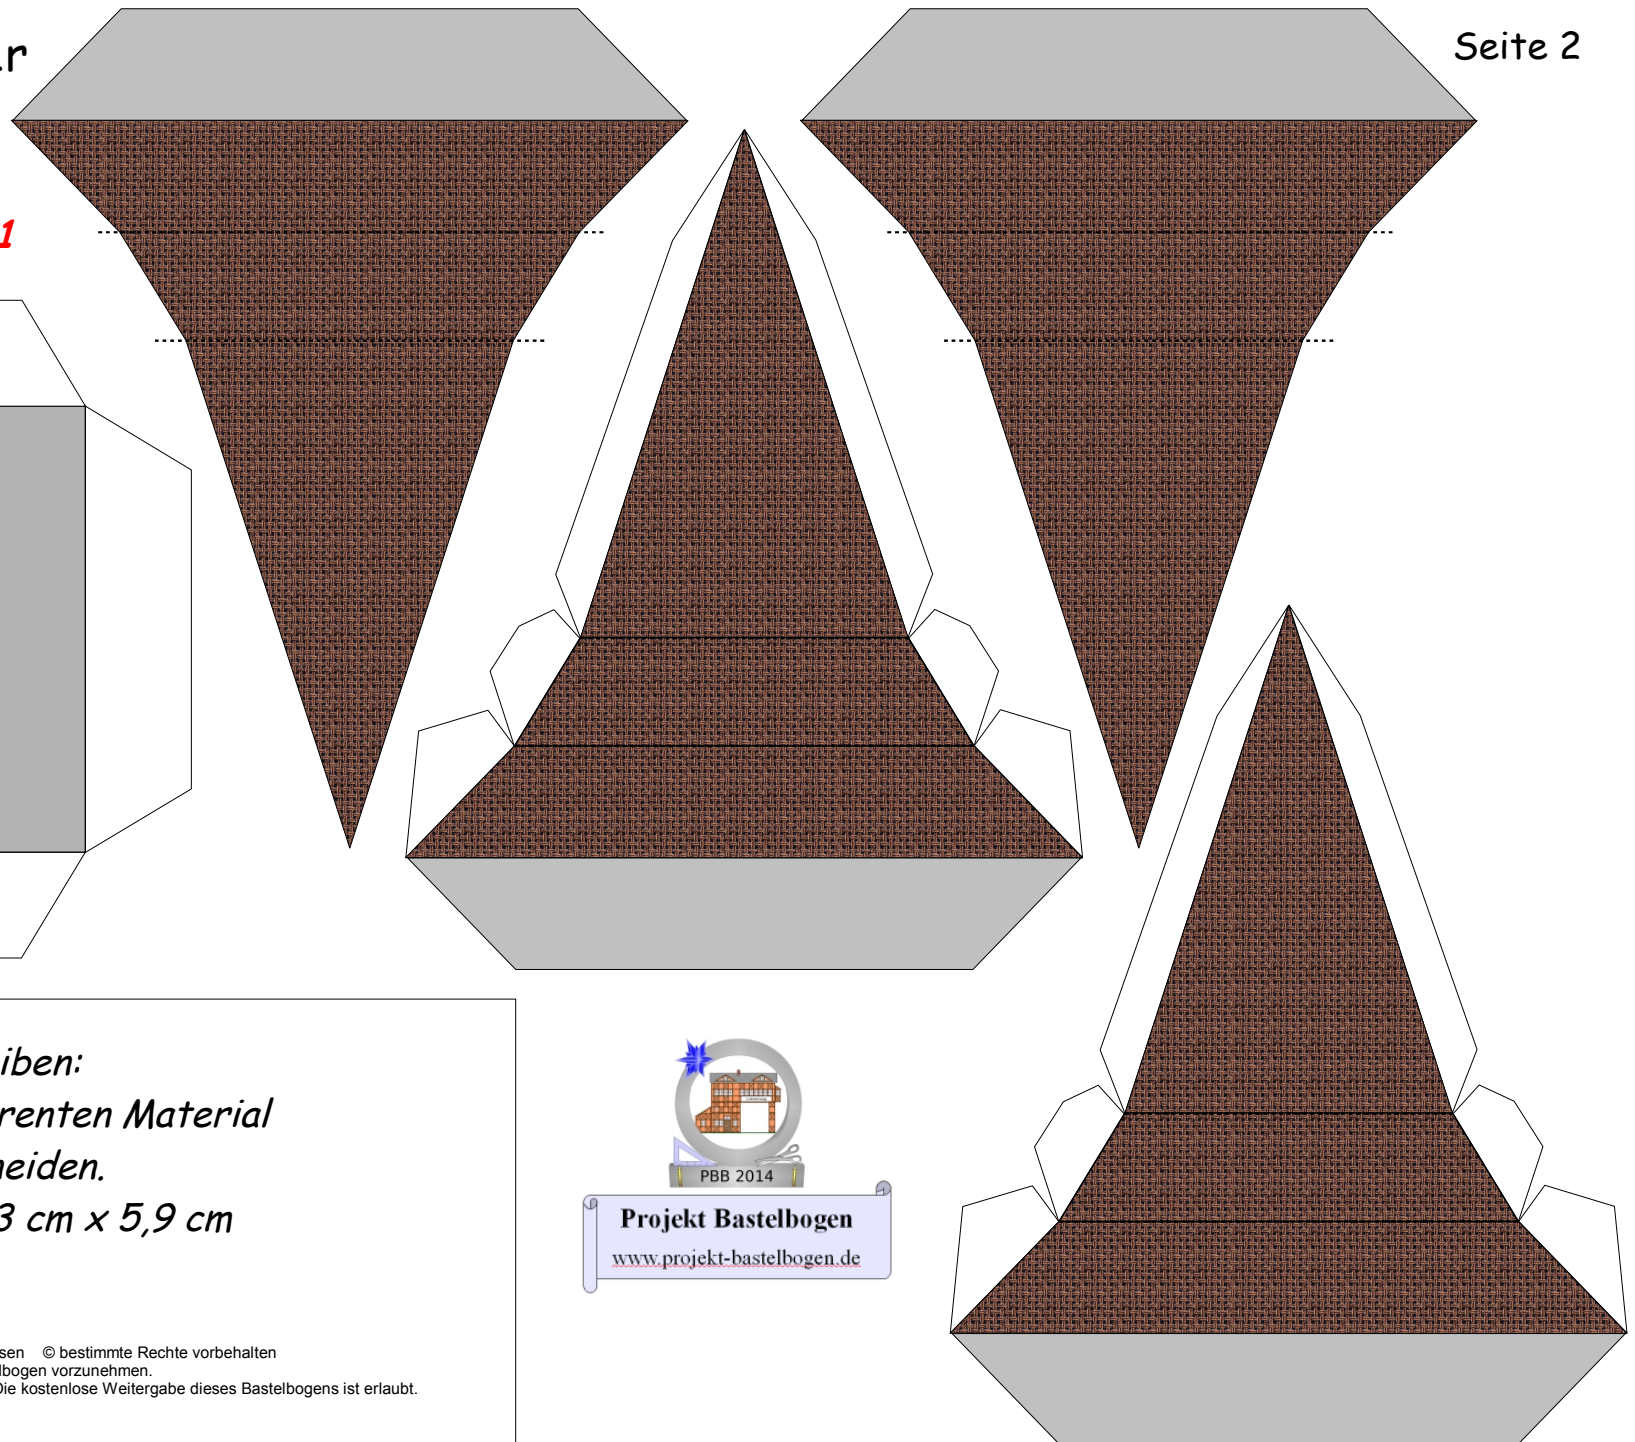 Seite 2
1
iben:
renten Material
neiden.
3 cm x 5,9 cm
PBB 2014
Projekt Bastelbogen
www.projekt-bastelbogen.de
sen © bestimmte Rechte vorbehalten
lbogen vorzunehmen.
Die kostenlose Weitergabe dieses Bastelbogens ist erlaubt.